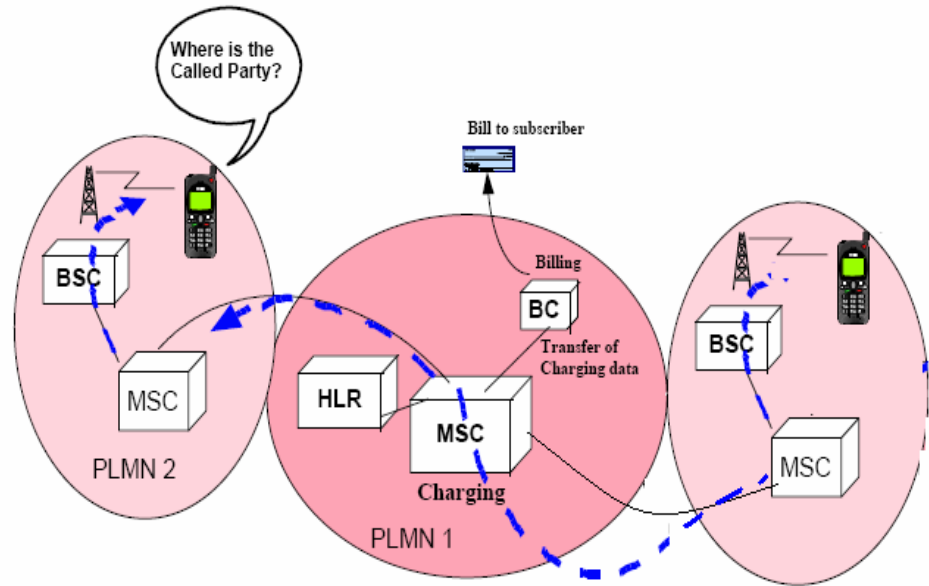 Where is the
Called Party?
Bill to subscriber
BSC
MSC
PLMN 2
Billing
BC
Transfer of
Charging data
HLR
MSC
Charging
PLMN 1
BSC
MSC